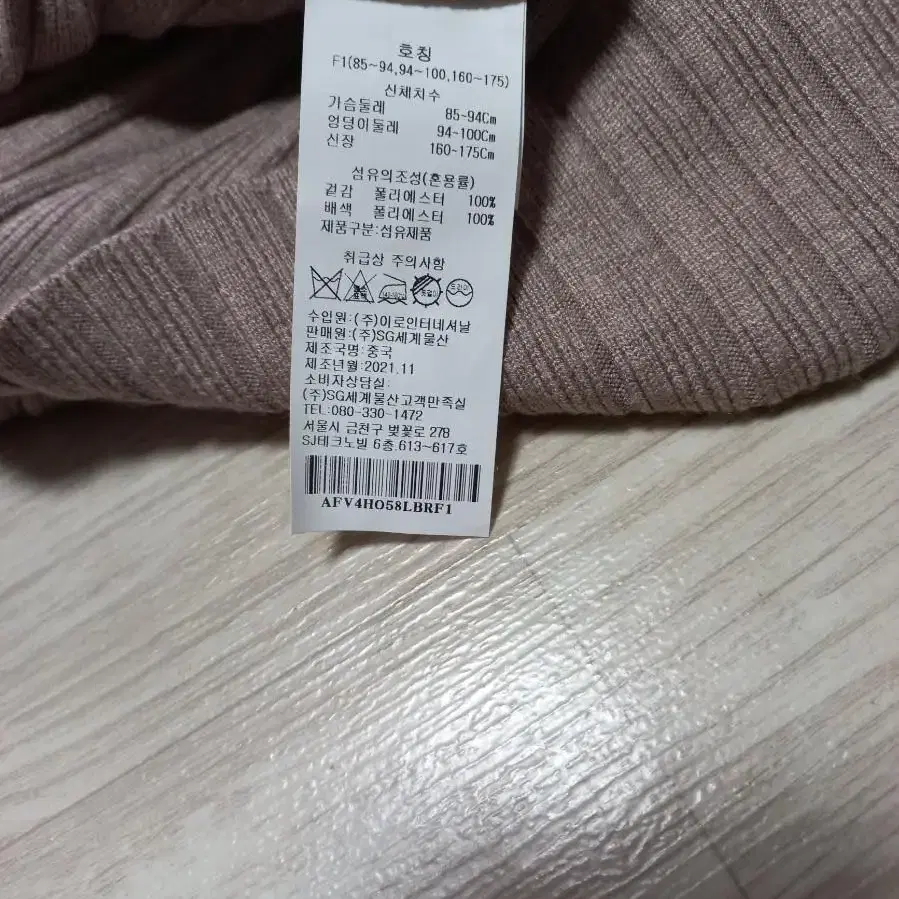 호칭
F1(85~94,94~100,160~175)
신체치수
가슴둘레 85~94Cm
엉덩이둘레 94~100Cm
신장 160~175Cm
섬유의조성(혼용률)
겉감 폴리에스터 100%
배색 폴리에스터 100%
제품구분:섬유제품
취급상 주의사항
드라이
수입원:(주)이로인터네셔날
판매원:(주)SG세계물산
제조국명:중국
제조년월:2021.11
소비자상담실:
(주)SG세계물산고객만족실
TEL:080-330-1472
서울시 금천구 벚꽃로 278
SJ테크노빌 6층.613~617호
AFV4HO58LBRF1